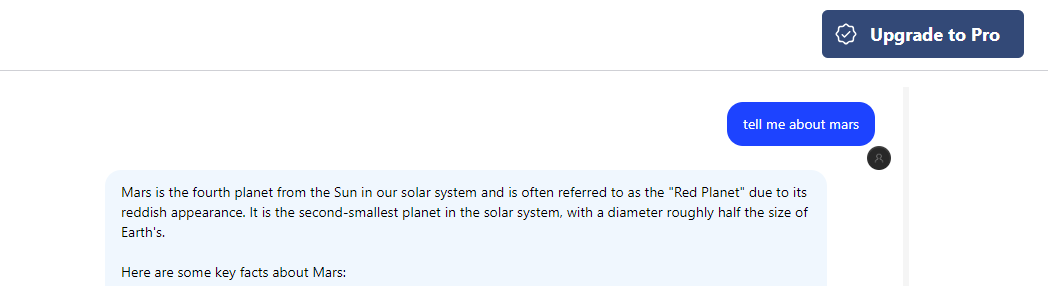 Upgrade to Pro
tell me about mars
Mars is the fourth planet from the Sun in our solar system and is often referred to as the "Red Planet" due to its
reddish appearance. It is the second-smallest planet in the solar system, with a diameter roughly half the size of
Earth's.
Here are some key facts about Mars: